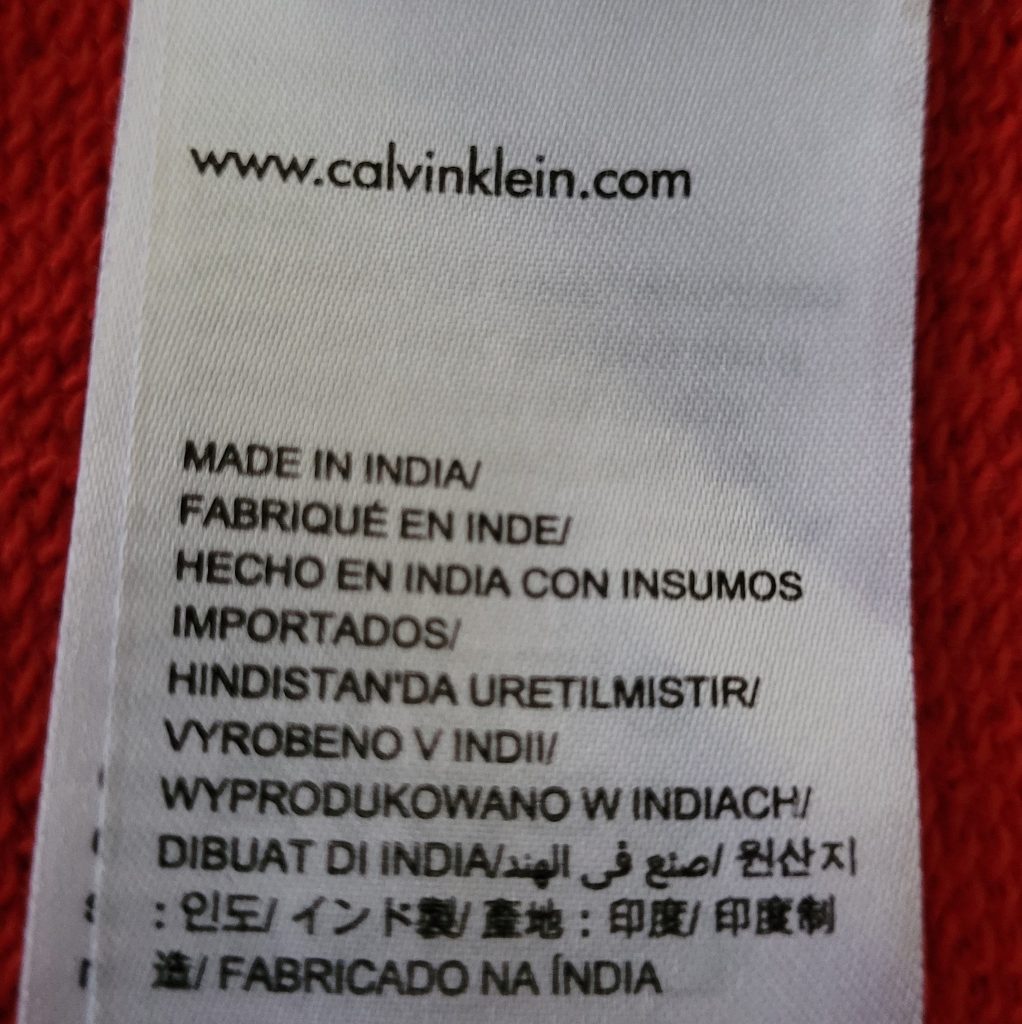 www.calvinklein.com
MADE IN INDIA/
FABRIQUÉ EN INDE/
HECHO EN INDIA CON INSUMOS
IMPORTADOS/
HINDISTAN'DA URETILMISTIR/
VYROBENO V INDII/
WYPRODUKOWANO W INDIACH/
DIBUAT DI INDIA/صنع في الهند/ 원산지
: 인도/ インド製/ 產地：印度/ 印度制
造/ FABRICADO NA ÍNDIA